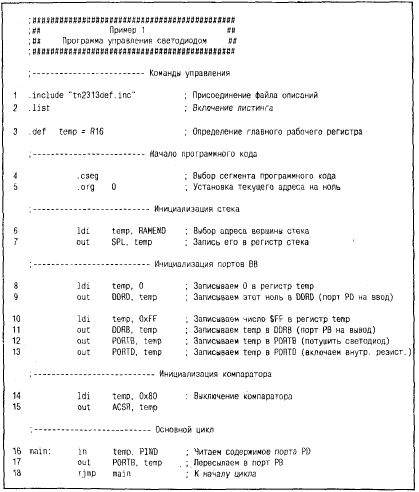 ;##########################################
;## Пример 1 ##
;## Программа управления светодиодом ##
;##########################################
;------------------------- Команды управления
1 .include "tn2313def.inc" ; Присоединение файла описаний
2 .list ; Включение листинга
3 .def temp = R16 ; Определение главного рабочего регистра
;------------------------- Начало программного кода
4 .cseg ; Выбор сегмента программного кода
5 .org 0 ; Установка текущего адреса на ноль
;------------------------- Инициализация стека
6 ldi temp, RAMEND ; Выбор адреса вершины стека
7 out SPL, temp ; Запись его в регистр стека
;------------------------- Инициализация портов ВВ
8 ldi temp, 0 ; Записываем 0 в регистр temp
9 out DDRD, temp ; Записываем этот ноль в DDRD (порт PD на ввод)
10 ldi temp, 0xFF ; Записываем число $FF в регистр temp
11 out DDRB, temp ; Записываем temp в DDRB (порт PB на вывод)
12 out PORTB, temp ; Записываем temp в PORTB (потушить светодиод)
13 out PORTD, temp ; Записываем temp в PORTD (включаем внутр. резист.)
;------------------------- Инициализация компаратора
14 ldi temp, 0x80 ; Выключение компаратора
15 out ACSR, temp
;------------------------- Основной цикл
16 main: in temp, PIND ; Читаем содержимое порта PD
17 out PORTB, temp ; Пересылаем в порт PB
18 rjmp main ; К началу цикла